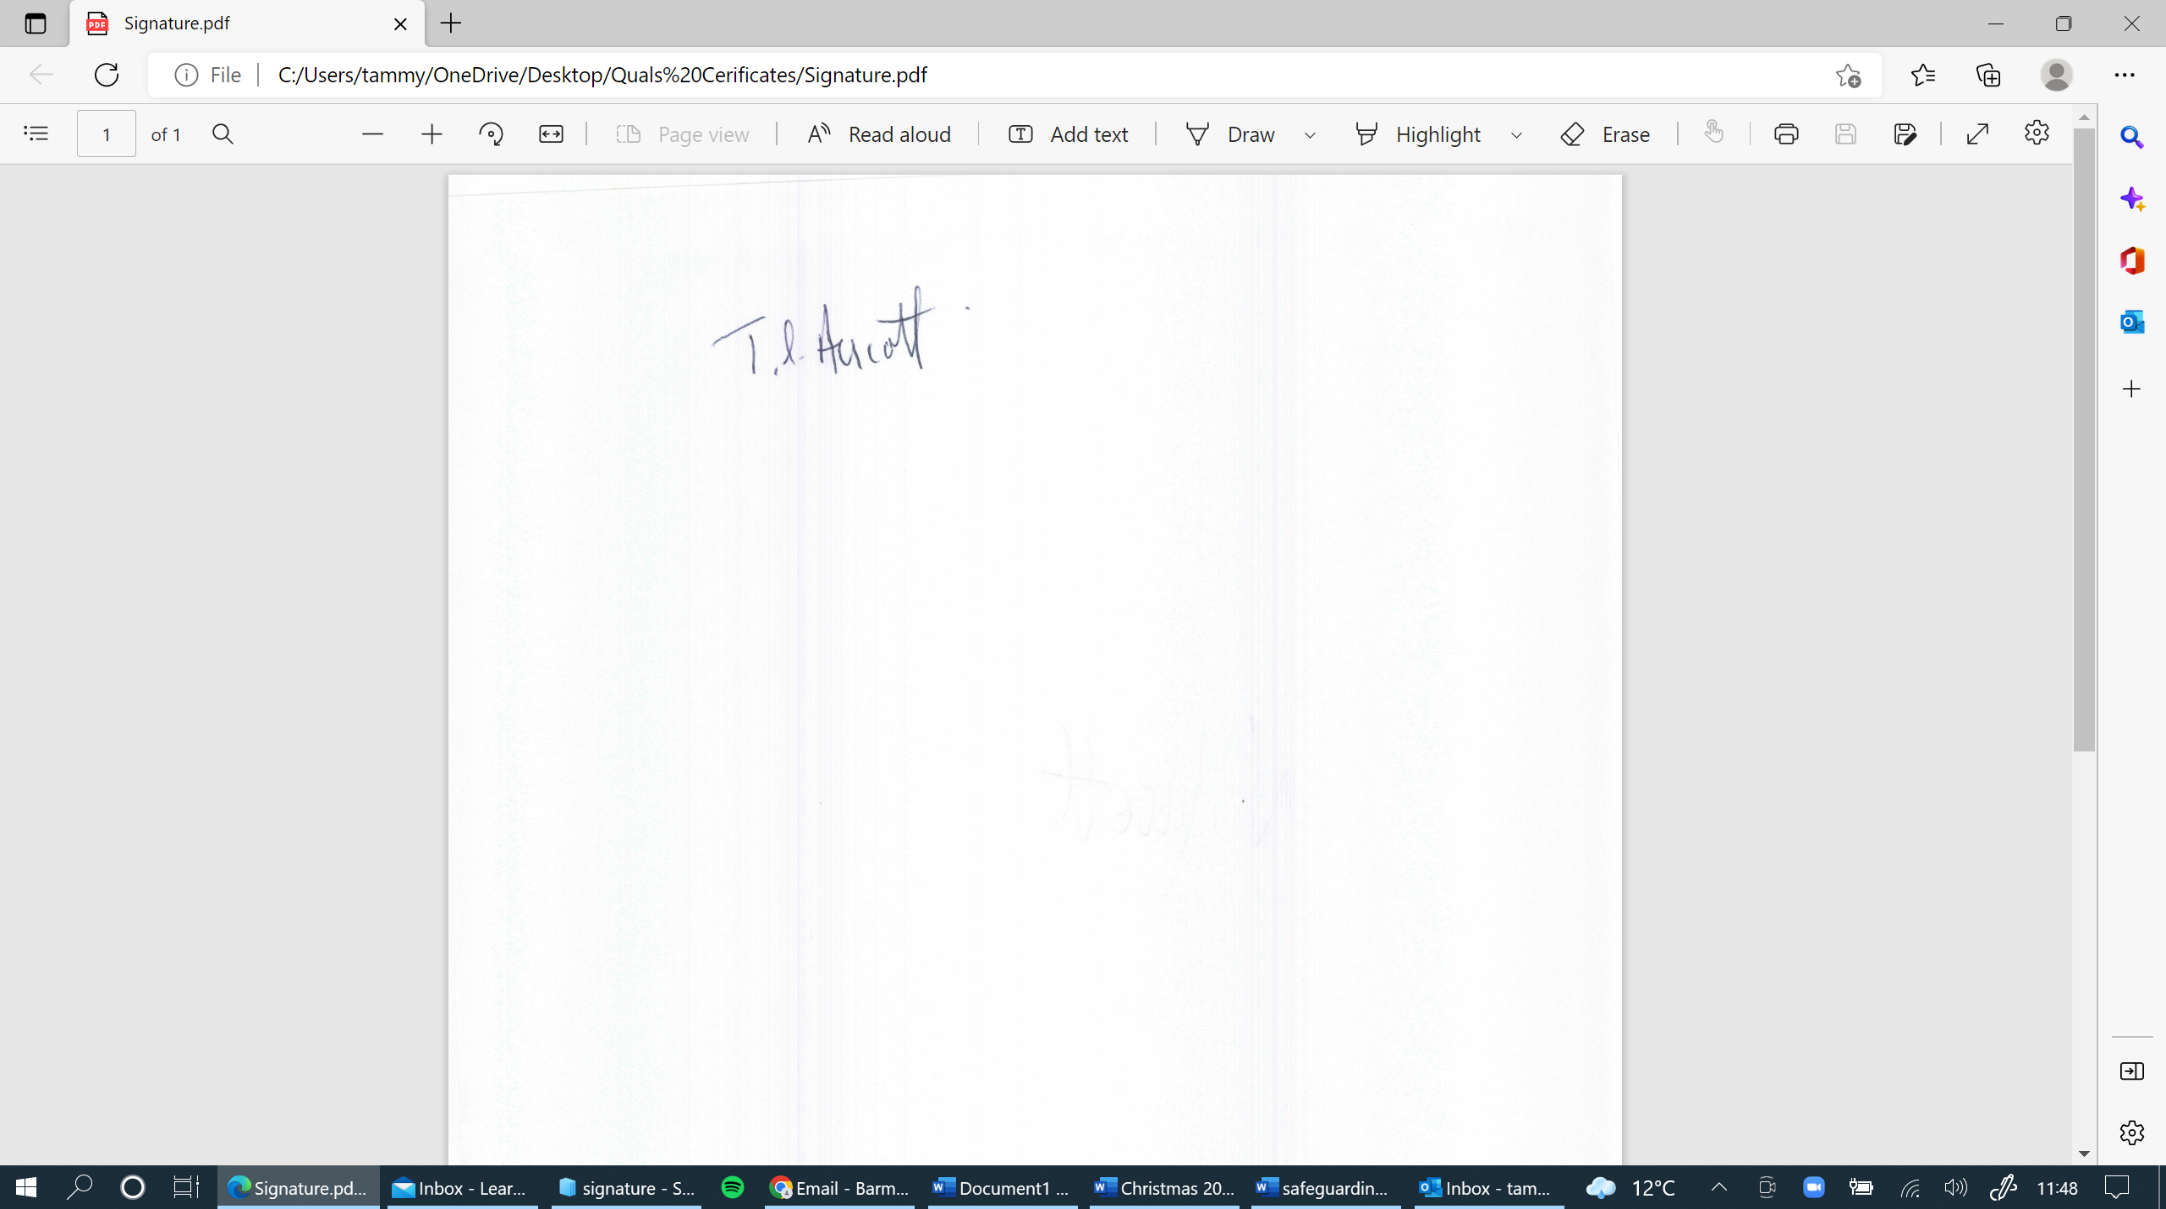 Signature.pdf
File C:/Users/tammy/OneDrive/Desktop/Quals%20Cerificates/Signature.pdf
1 of 1 Page view Read aloud Add text Draw Highlight Erase
T.L.
Signature.pd... Inbox - Lear... signature - S... Email - Barm... Document1 ... Christmas 20... safeguardin... Inbox - tam... 12°C 11:48